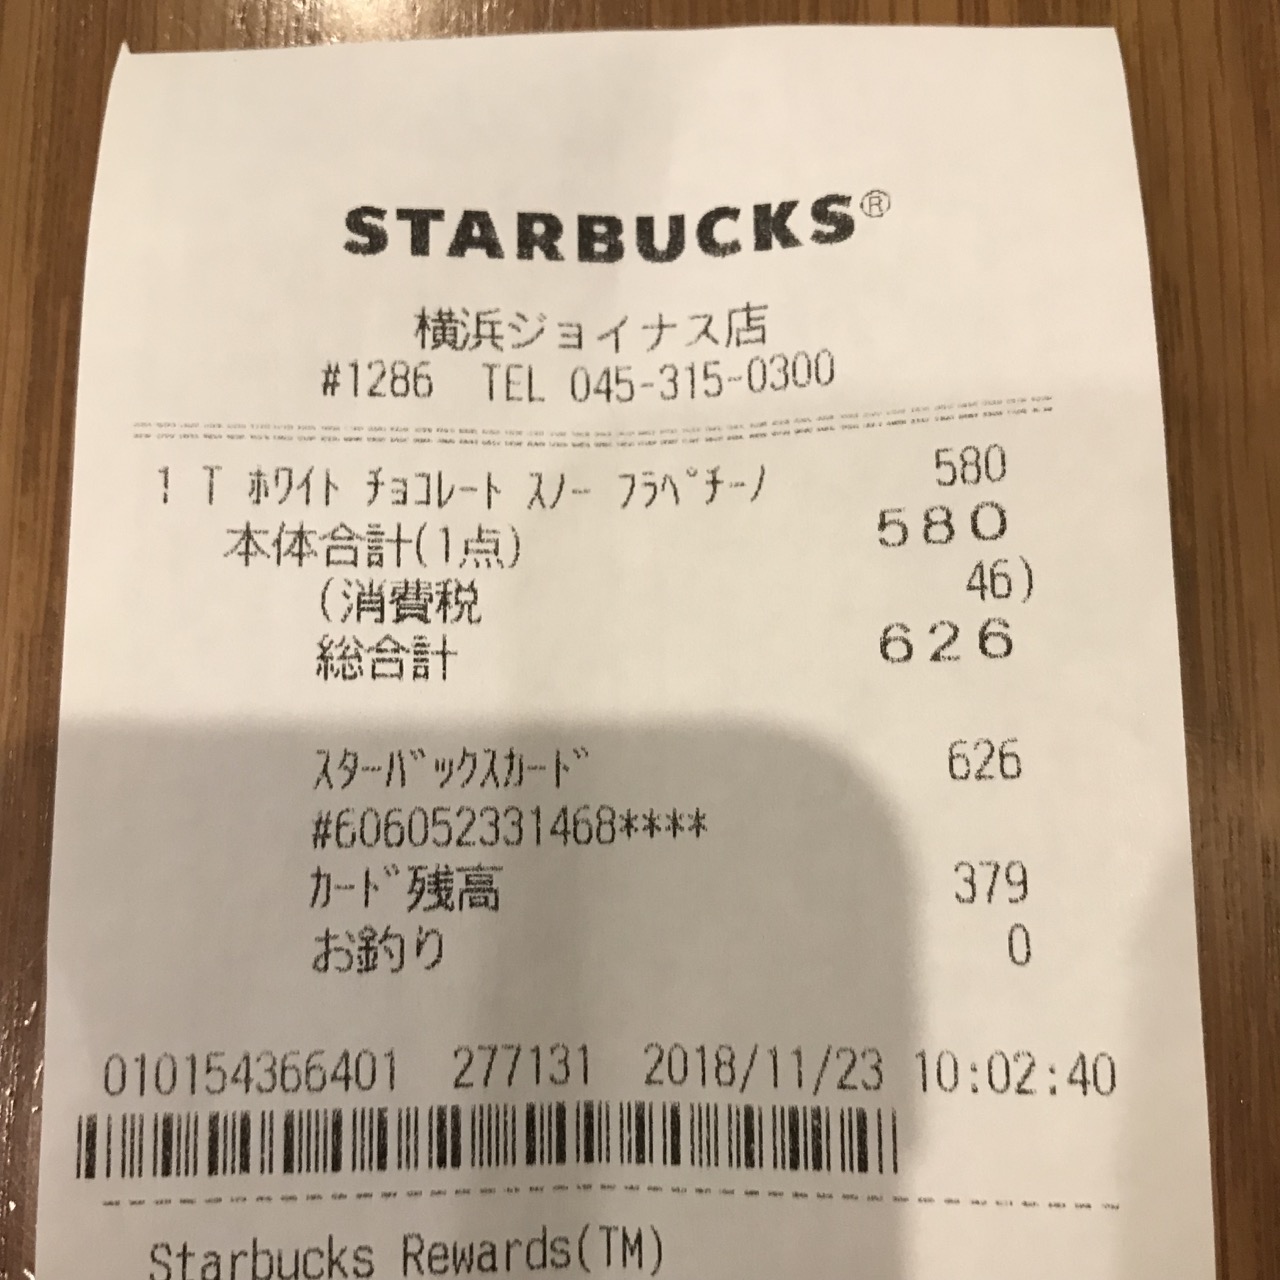 STARBUCKS®
横浜ジョイナス店
#1286 TEL 045-315-0300
1 T ﾎﾜｲﾄ ﾁｮｺﾚｰﾄ ｽﾉｰ ﾌﾗﾍﾟﾁｰﾉ 580
本体合計(1点) 580
(消費税 46)
総合計 626
ｽﾀｰﾊﾞｯｸｽｶｰﾄﾞ 626
#606052331468****
ｶｰﾄﾞ残高 379
お釣り 0
010154366401 277131 2018/11/23 10:02:40
Starbucks Rewards(TM)